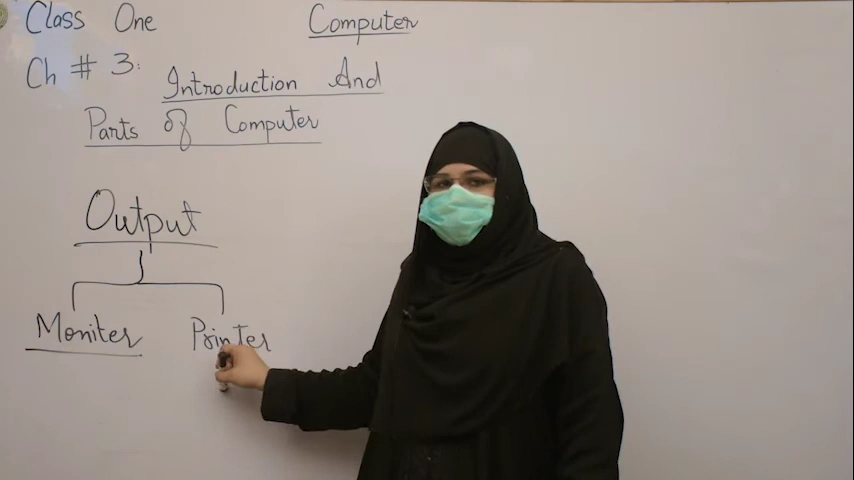 Class One Computer
Ch # 3: Introduction And
Parts of Computer
Output
Moniter Printer